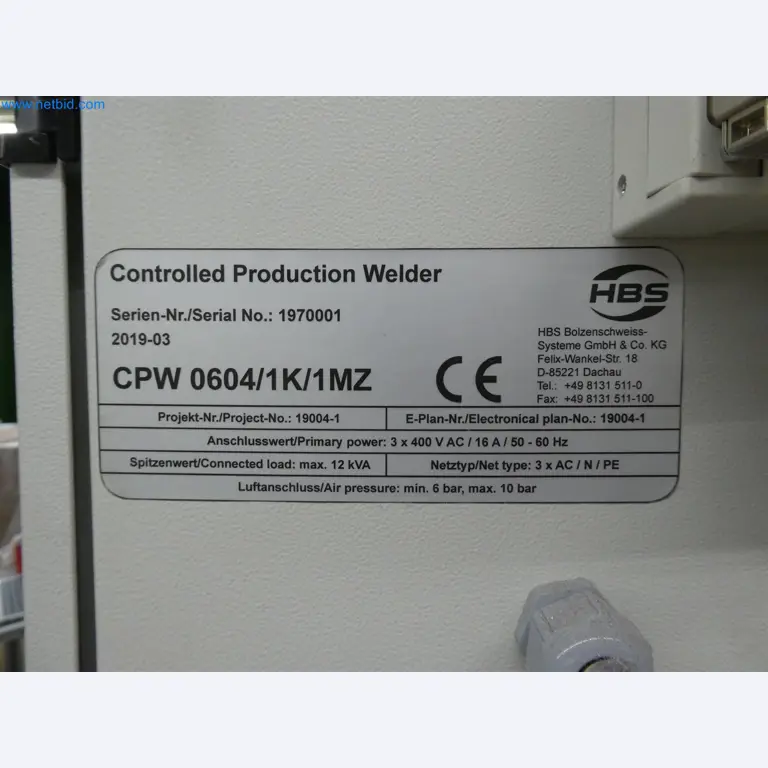 www.netbid.com
Controlled Production Welder
Serien-Nr./Serial No.: 1970001
2019-03
CPW 0604/1K/1MZ
CE
HBS
HBS Bolzenschweiss-
Systeme GmbH & Co. KG
Felix-Wankel-Str. 18
D-85221 Dachau
Tel.: +49 8131 511-0
Fax: +49 8131 511-100
Projekt-Nr./Project-No.: 19004-1
E-Plan-Nr./Electronical plan-No.: 19004-1
Anschlusswert/Primary power: 3 x 400 V AC / 16 A / 50 - 60 Hz
Spitzenwert/Connected load: max. 12 kVA
Netztyp/Net type: 3 x AC / N / PE
Luftanschluss/Air pressure: min. 6 bar, max. 10 bar